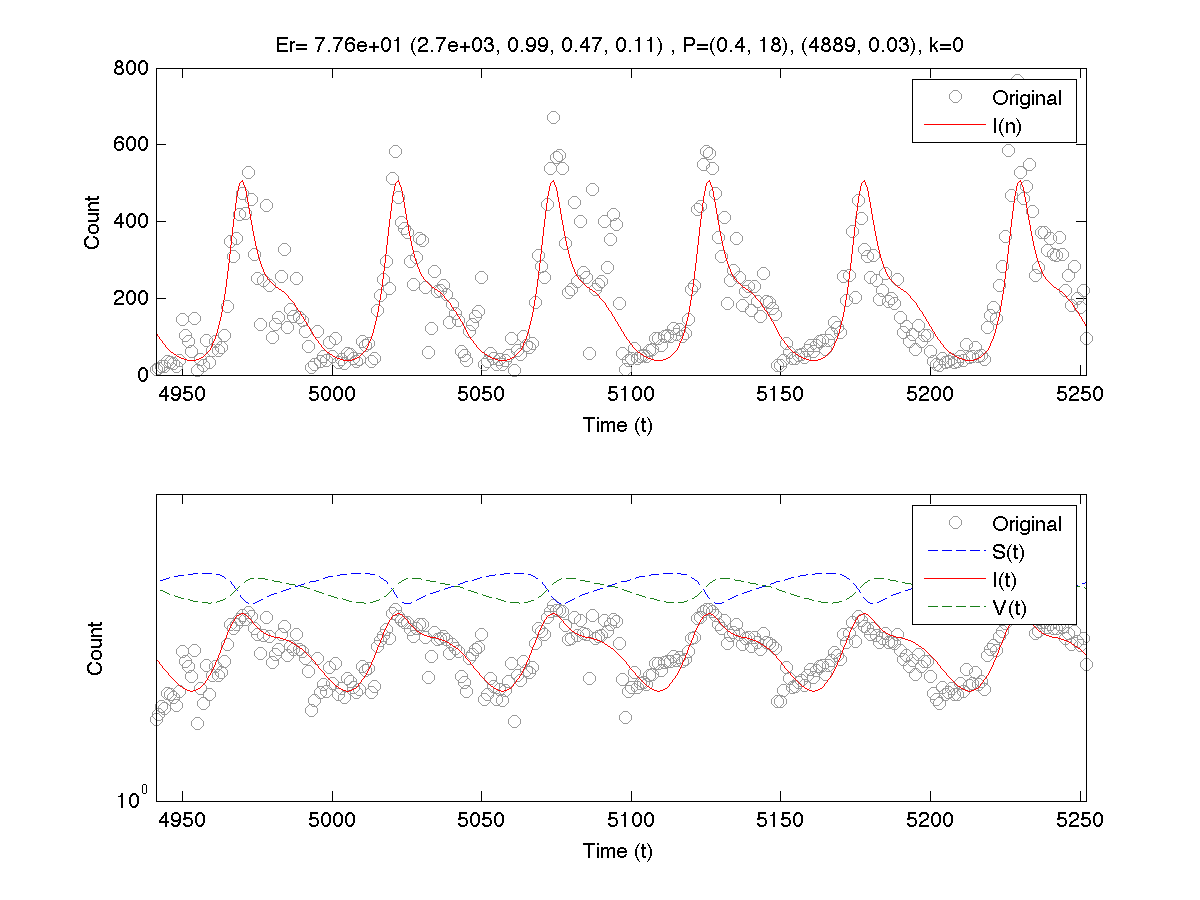 Er= 7.76e+01 (2.7e+03, 0.99, 0.47, 0.11) , P=(0.4, 18), (4889, 0.03), k=0
800
600
400
200
0
Count
Original
I(n)
4950 5000 5050 5100 5150 5200 5250
Time (t)
Count
Original
S(t)
I(t)
V(t)
10^0
4950 5000 5050 5100 5150 5200 5250
Time (t)